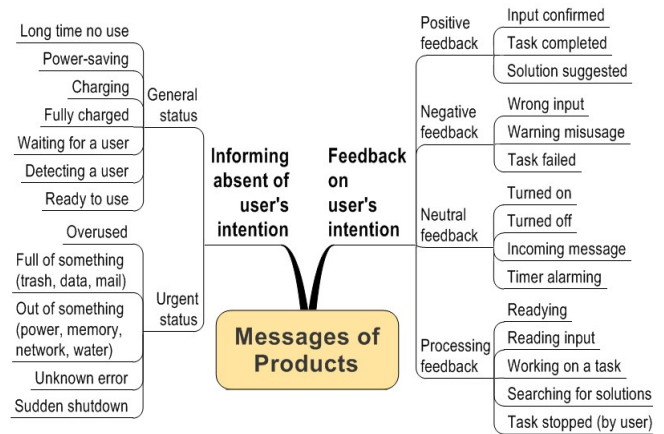 Long time no use
Power-saving
Charging
Fully charged
Waiting for a user
Detecting a user
Ready to use
General
status
Overused
Full of something
(trash, data, mail)
Out of something
(power, memory,
network, water)
Unknown error
Sudden shutdown
Urgent
status
Informing
absent of
user's
intention
Feedback
on
user's
intention
Messages of
Products
Positive
feedback
Input confirmed
Task completed
Solution suggested
Negative
feedback
Wrong input
Warning misusage
Task failed
Neutral
feedback
Turned on
Turned off
Incoming message
Timer alarming
Processing
feedback
Readying
Reading input
Working on a task
Searching for solutions
Task stopped (by user)